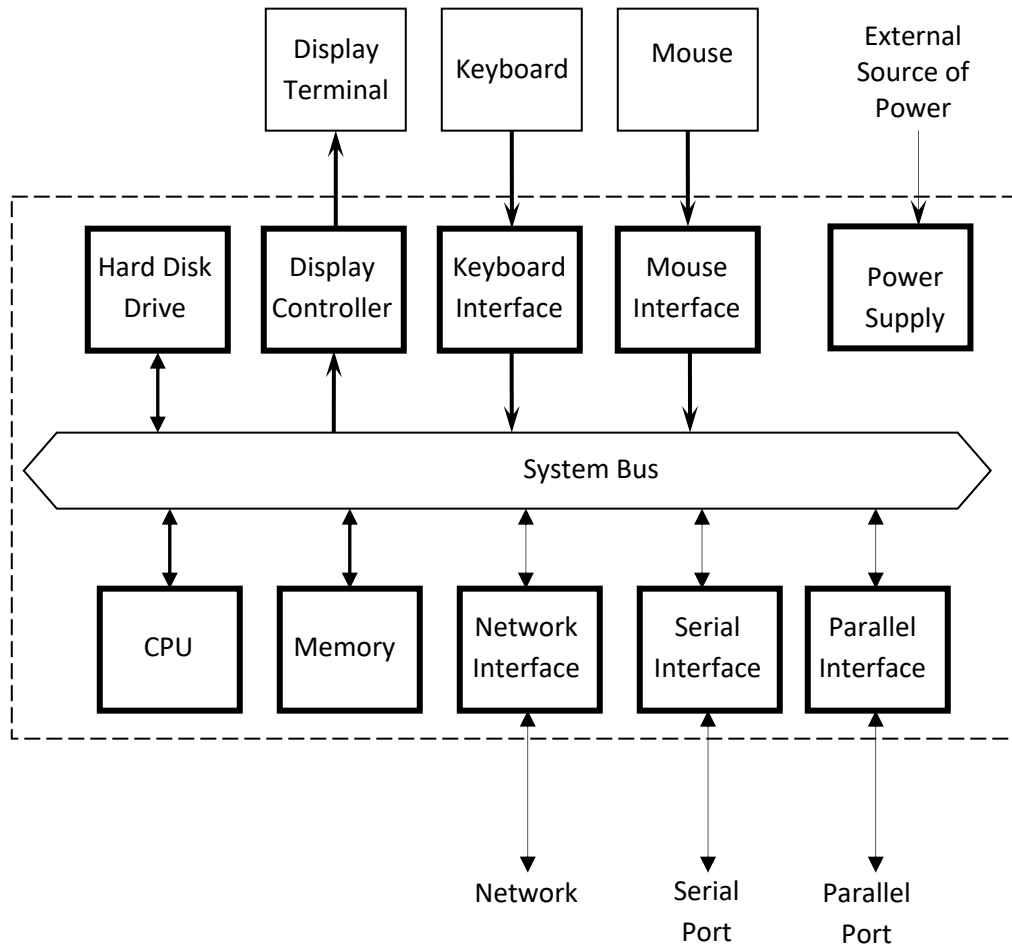 Display
Terminal
Keyboard
Mouse
External
Source of
Power
Hard Disk
Drive
Display
Controller
Keyboard
Interface
Mouse
Interface
Power
Supply
System Bus
CPU
Memory
Network
Interface
Serial
Interface
Parallel
Interface
Network
Serial
Port
Parallel
Port